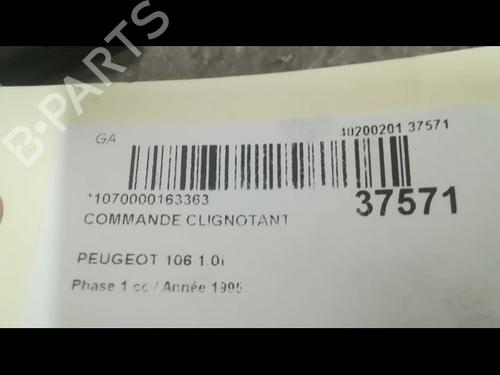 B-PARTS
GA
40200201 37571
*1070000163363
37571
COMMANDE CLIGNOTANT
PEUGEOT 106 1.0i
Phase 1 cc / Année 1995